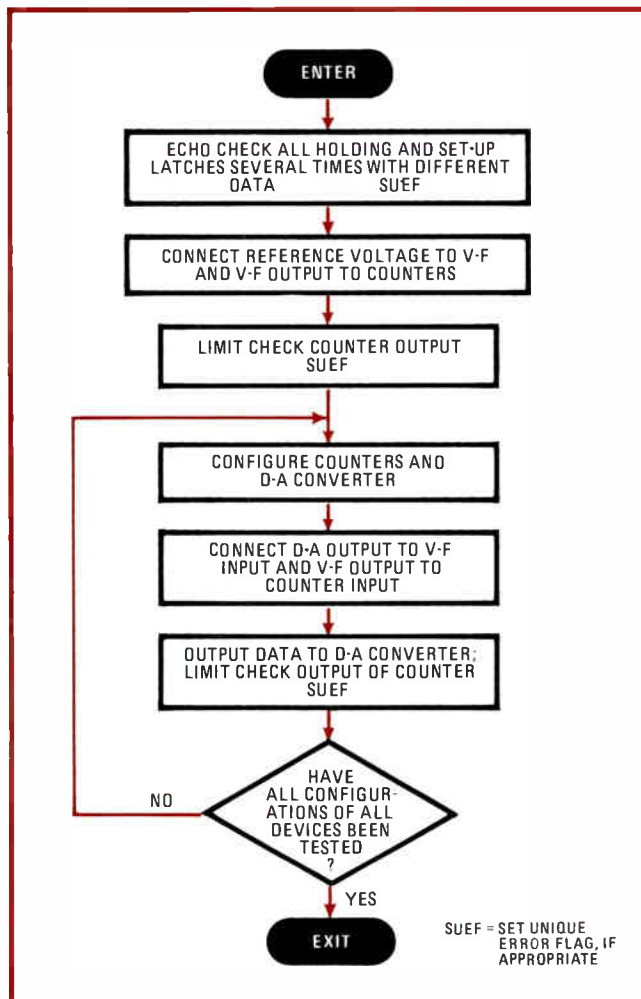 ENTER
ECHO CHECK ALL HOLDING AND SET-UP
LATCHES SEVERAL TIMES WITH DIFFERENT
DATA SUEF
CONNECT REFERENCE VOLTAGE TO V-F
AND V-F OUTPUT TO COUNTERS
LIMIT CHECK COUNTER OUTPUT
SUEF
CONFIGURE COUNTERS AND
D-A CONVERTER
CONNECT D-A OUTPUT TO V-F
INPUT AND V-F OUTPUT TO
COUNTER INPUT
OUTPUT DATA TO D-A CONVERTER;
LIMIT CHECK OUTPUT OF COUNTER
SUEF
HAVE
ALL CONFIGUR-
ATIONS OF ALL
DEVICES BEEN
TESTED
?
NO
YES
EXIT
SUEF = SET UNIQUE
ERROR FLAG, IF
APPROPRIATE